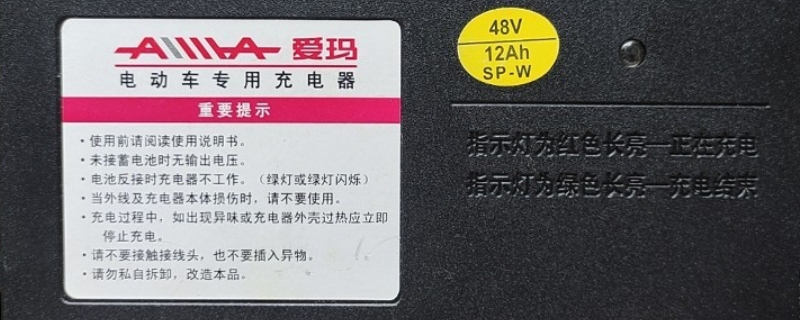 AIMA 爱玛
电动车专用充电器
重要提示
·使用前请阅读使用说明书。
·未接蓄电池时无输出电压。
·电池反接时充电器不工作。（绿灯或绿灯闪烁）
·当外线及充电器本体损伤时，请不要使用。
·充电过程中，如出现异味或充电器外壳过热应立即
停止充电。
·请不要接触接线头，也不要插入异物。
·请勿私自拆卸，改造本品。
48V
12Ah
SP-W
指示灯为红色长亮—正在充电
指示灯为绿色长亮—充电结束